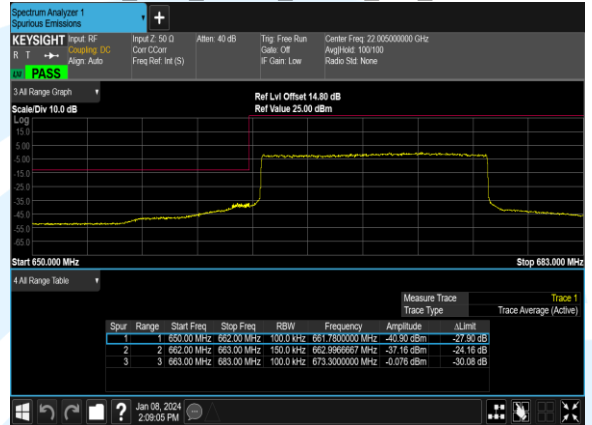 Spectrum Analyzer 1
Spurious Emissions
+
KEYSIGHT Input: RF Input Z: 50 Ω Atten: 40 dB Trig: Free Run Center Freq: 22.005000000 GHz
R T Coupling: DC Corr CCorr Gate: Off Avg|Hold: 100/100
Align: Auto Freq Ref: Int (S) IF Gain: Low Radio Std: None
LW PASS
3 All Range Graph
Ref Lvl Offset 14.80 dB
Scale/Div 10.0 dB Ref Value 25.00 dBm
Log
15.0
5.00
-5.00
-15.0
-25.0
-35.0
-45.0
-55.0
-65.0
Start 650.000 MHz Stop 683.000 MHz
4 All Range Table
Measure Trace Trace 1
Trace Type Trace Average (Active)
Spur Range Start Freq Stop Freq RBW Frequency Amplitude ΔLimit
1 1 650.00 MHz 662.00 MHz 100.0 kHz 661.7800000 MHz -40.90 dBm -27.90 dB
2 2 662.00 MHz 663.00 MHz 150.0 kHz 662.9966667 MHz -37.16 dBm -24.16 dB
3 3 663.00 MHz 683.00 MHz 100.0 kHz 673.3000000 MHz -0.076 dBm -30.08 dB
? Jan 08, 2024
2:09:05 PM